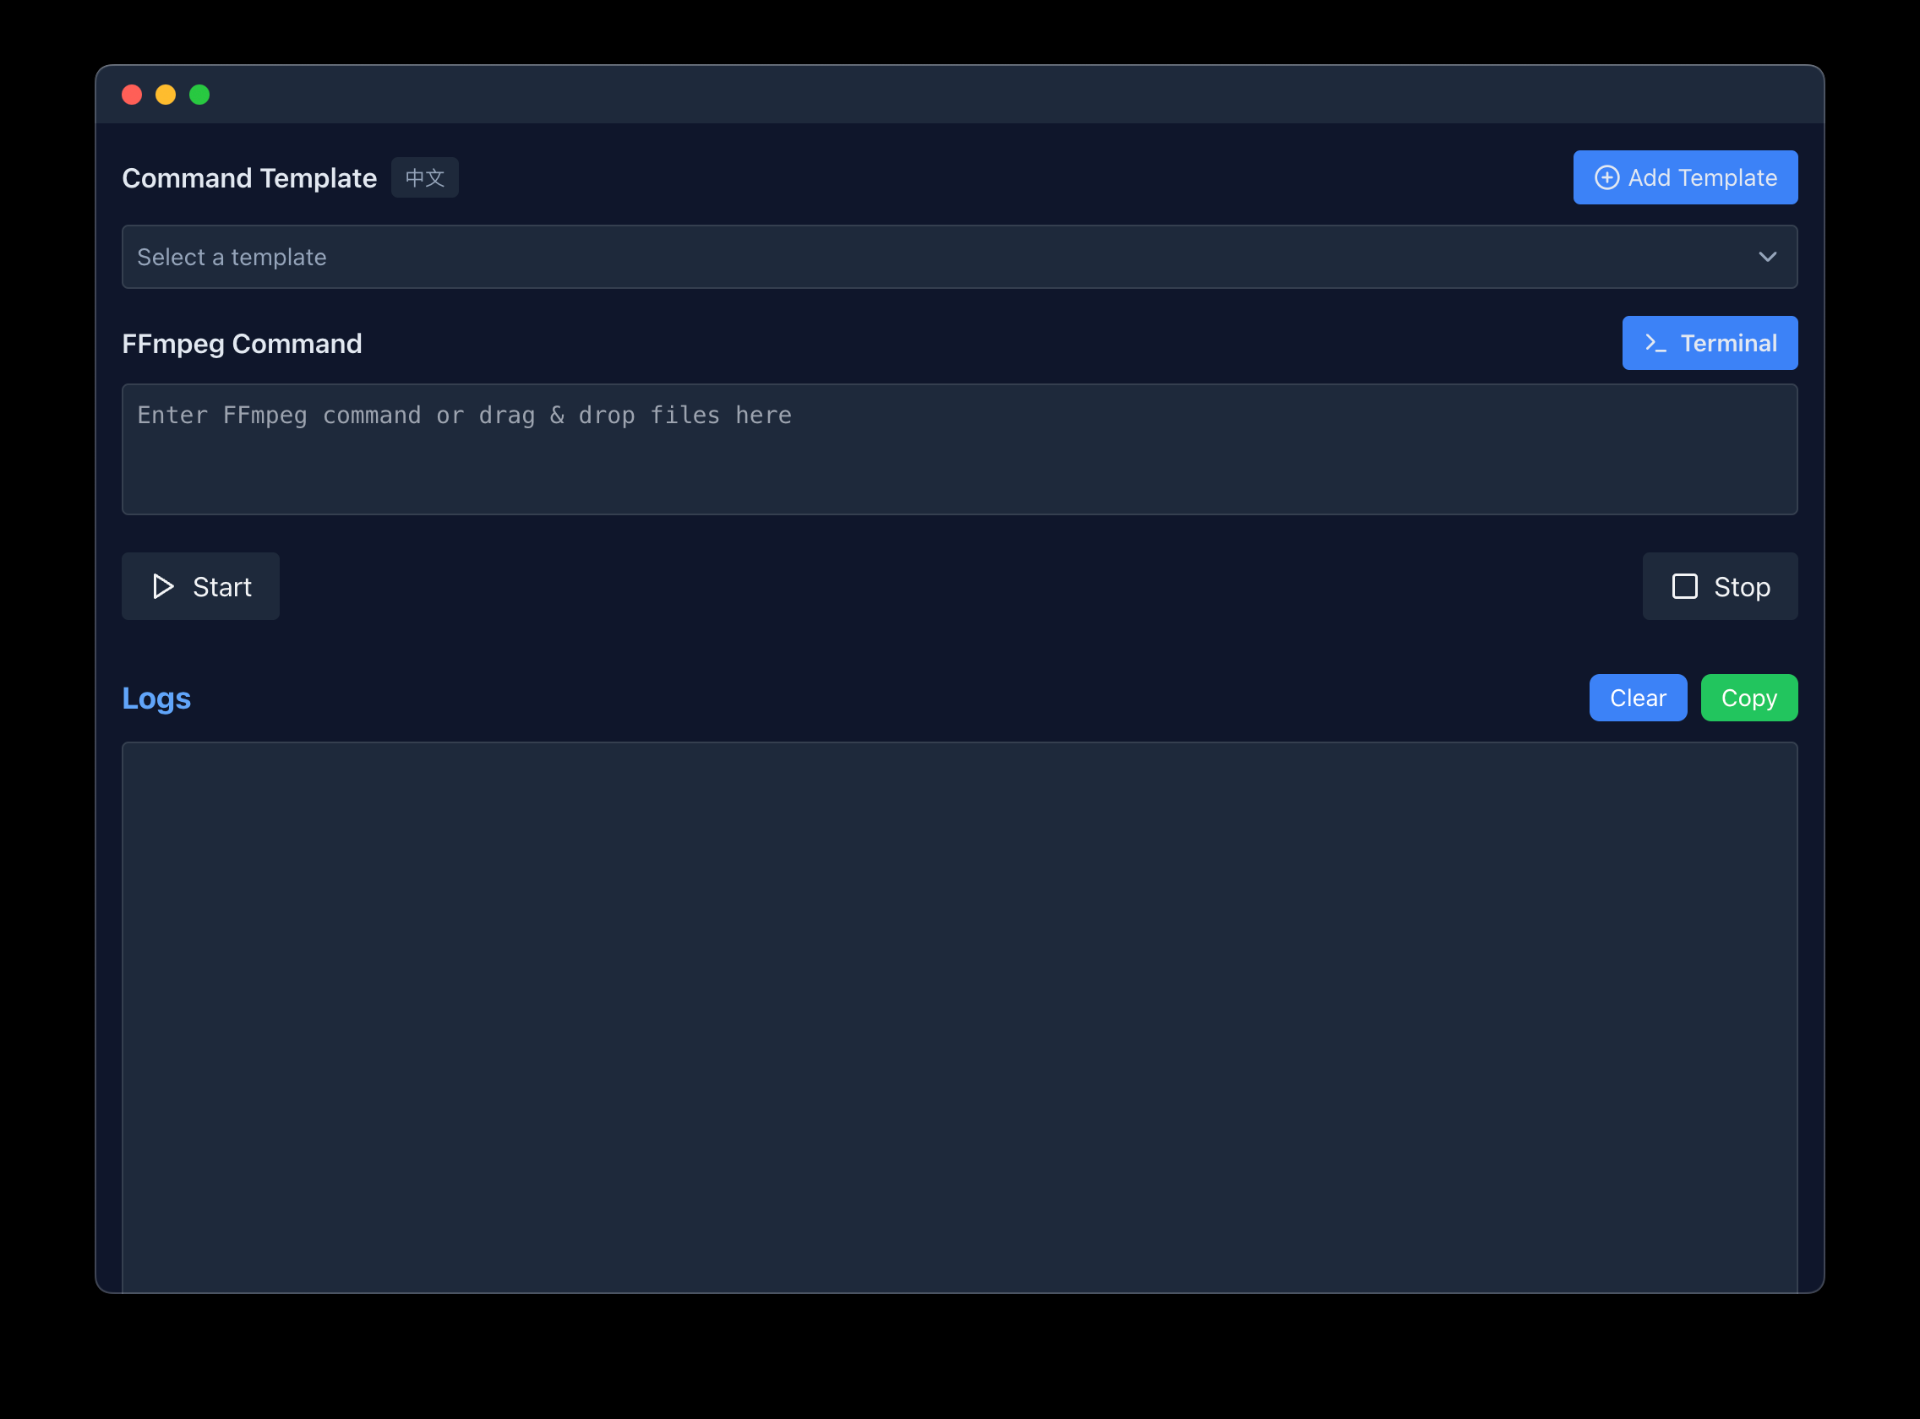 Command Template 中文
Add Template
Select a template
FFmpeg Command
Terminal
Enter FFmpeg command or drag & drop files here
Start
Stop
Logs
Clear
Copy